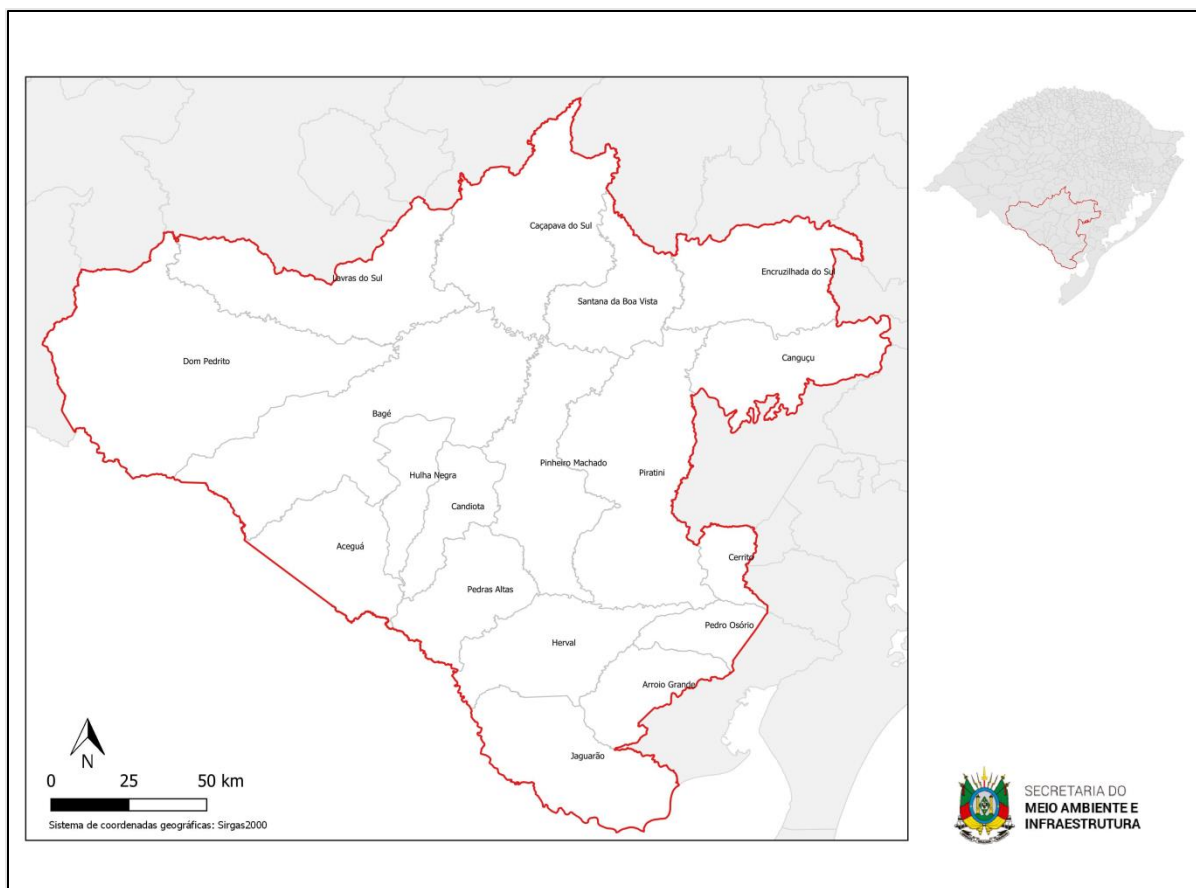 Caçapava do Sul
Encruzilhada do Sul
Lavras do Sul
Santana da Boa Vista
Dom Pedrito
Canguçu
Bagé
Pinheiro Machado
Piratini
Hulha Negra
Candiota
Aceguá
Cerrito
Pedras Altas
Pedro Osório
Herval
Arroio Grande
Jaguarão
N
0 25 50 km
Sistema de coordenadas geográficas: Sirgas2000
SECRETARIA DO
MEIO AMBIENTE E
INFRAESTRUTURA